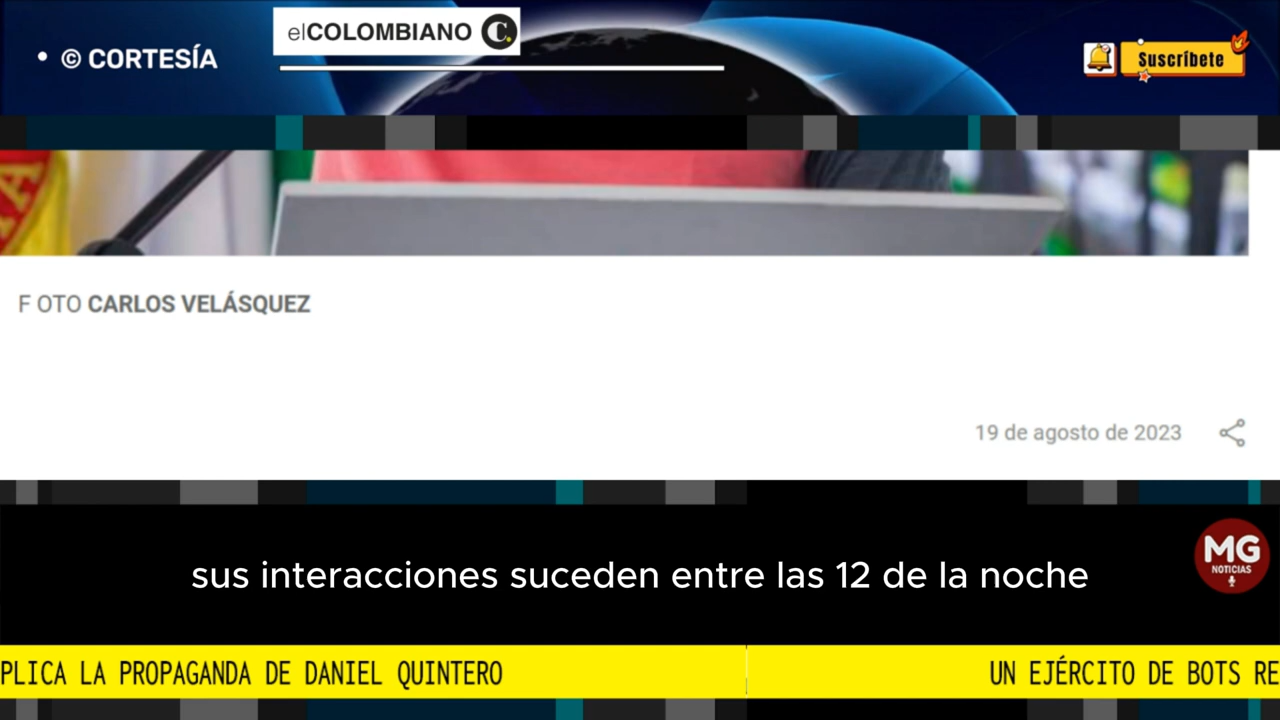 • © CORTESÍA
elCOLOMBIANO C.
Suscríbete
F OTO CARLOS VELÁSQUEZ
19 de agosto de 2023
sus interacciones suceden entre las 12 de la noche
MG
NOTICIAS
PLICA LA PROPAGANDA DE DANIEL QUINTERO
UN EJÉRCITO DE BOTS RE